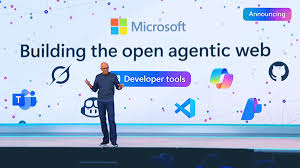 Announcing
Microsoft
Building the open agentic web
Developer tools